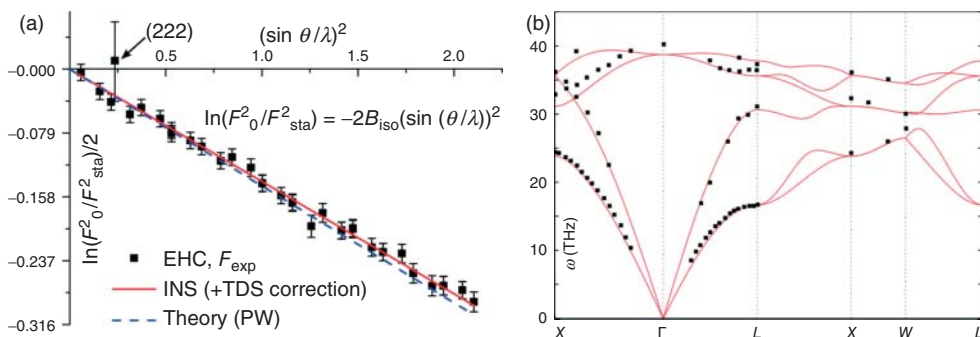 (a)
(222)
(sin θ/λ)²
0.5 1.0 1.5 2.0
−0.000
−0.079
−0.158
−0.237
−0.316
ln(F²₀/F²sta)/2
ln(F²₀/F²sta) = −2Biso(sin (θ/λ))²
EHC, Fexp
INS (+TDS correction)
Theory (PW)
(b)
40
30
20
10
0
ω (THz)
X Γ L X W L